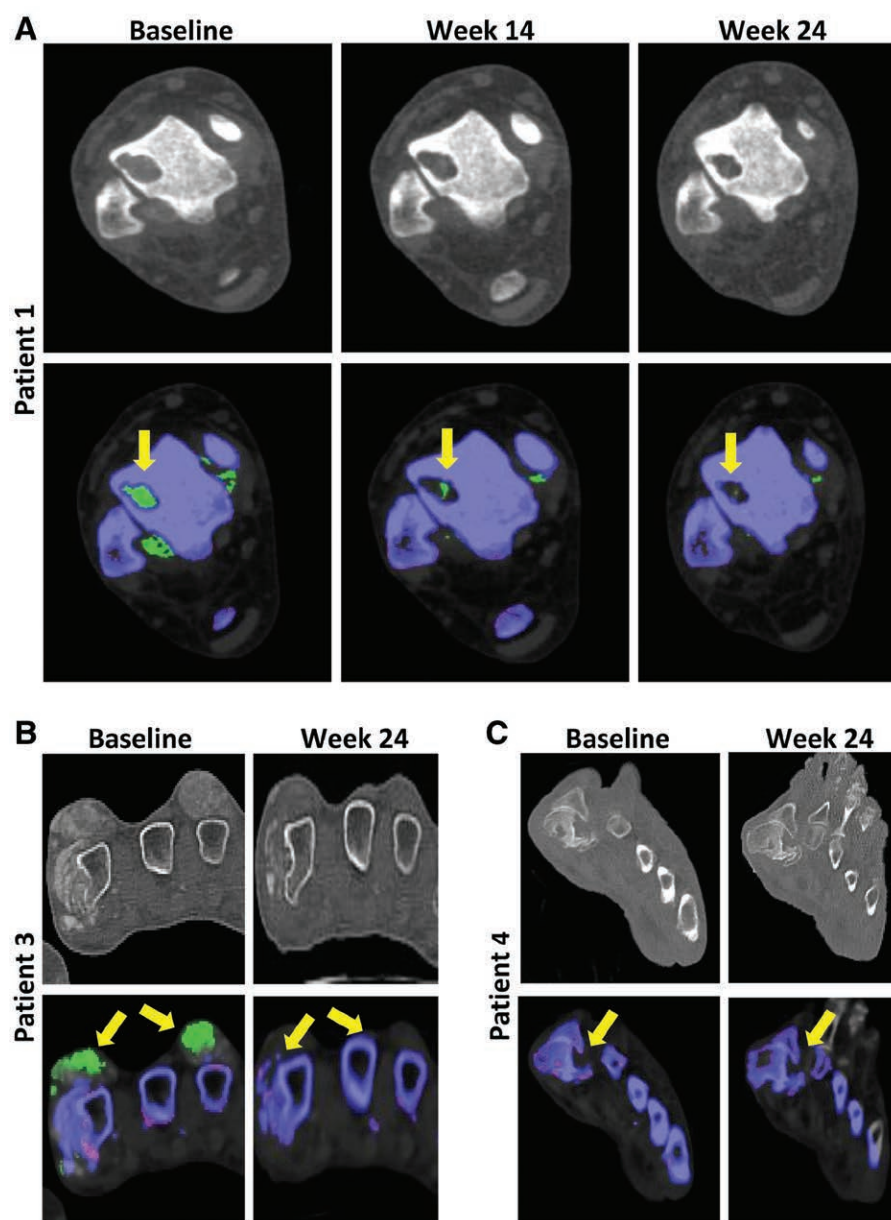 A
Baseline Week 14 Week 24
Patient 1
B
Baseline Week 24
Patient 3
C
Baseline Week 24
Patient 4